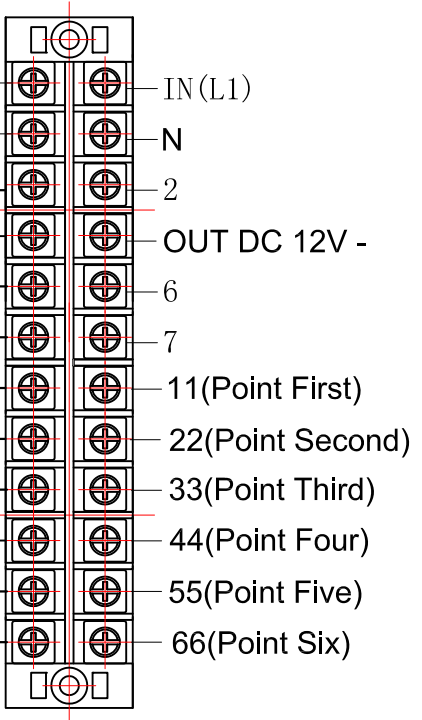 IN(L1)
N
2
OUT DC 12V -
6
7
11(Point First)
22(Point Second)
33(Point Third)
44(Point Four)
55(Point Five)
66(Point Six)